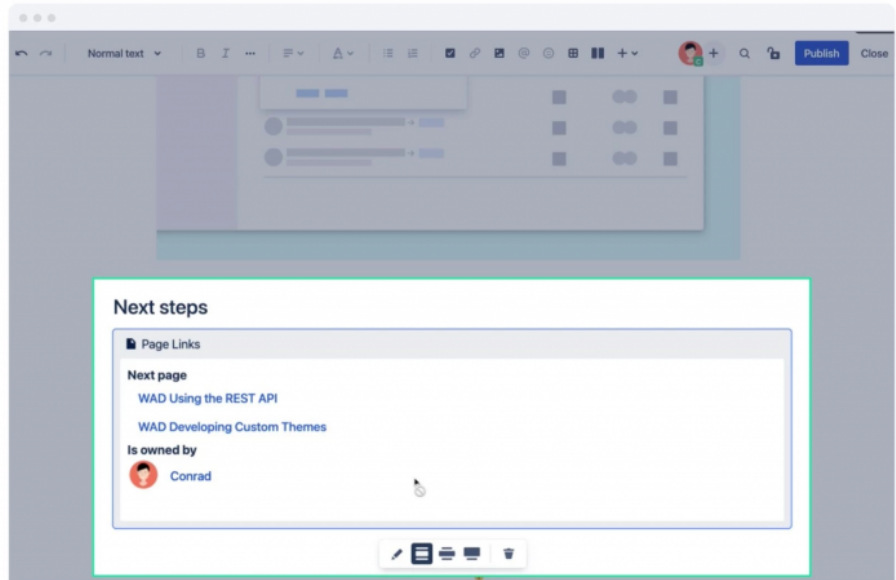 Normal text B I ... A @ + + Publish Close
Next steps
Page Links
Next page
WAD Using the REST API
WAD Developing Custom Themes
Is owned by
Conrad